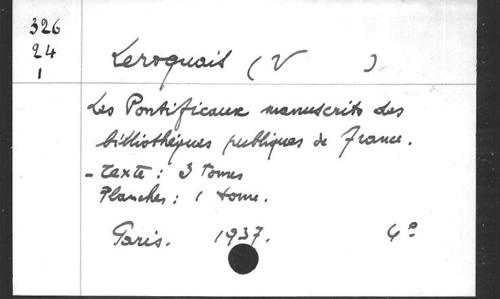 326
24
1
Leroquais (V )
Les Pontificaux manuscrits des
bibliothèques publiques de France.
- Texte : 3 Tomes
Planches : 1 tome.
Paris. 1937. 4°